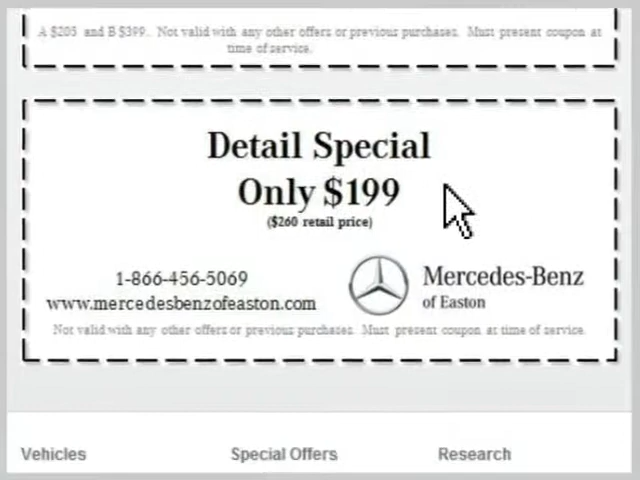 A $205 and B $399. Not valid with any other offers or previous purchases. Must present coupon at
time of service.
Detail Special
Only $199
($260 retail price)
1-866-456-5069
www.mercedesbenzofeaston.com
Mercedes-Benz
of Easton
Not valid with any other offers or previous purchases. Must present coupon at time of service.
Vehicles
Special Offers
Research